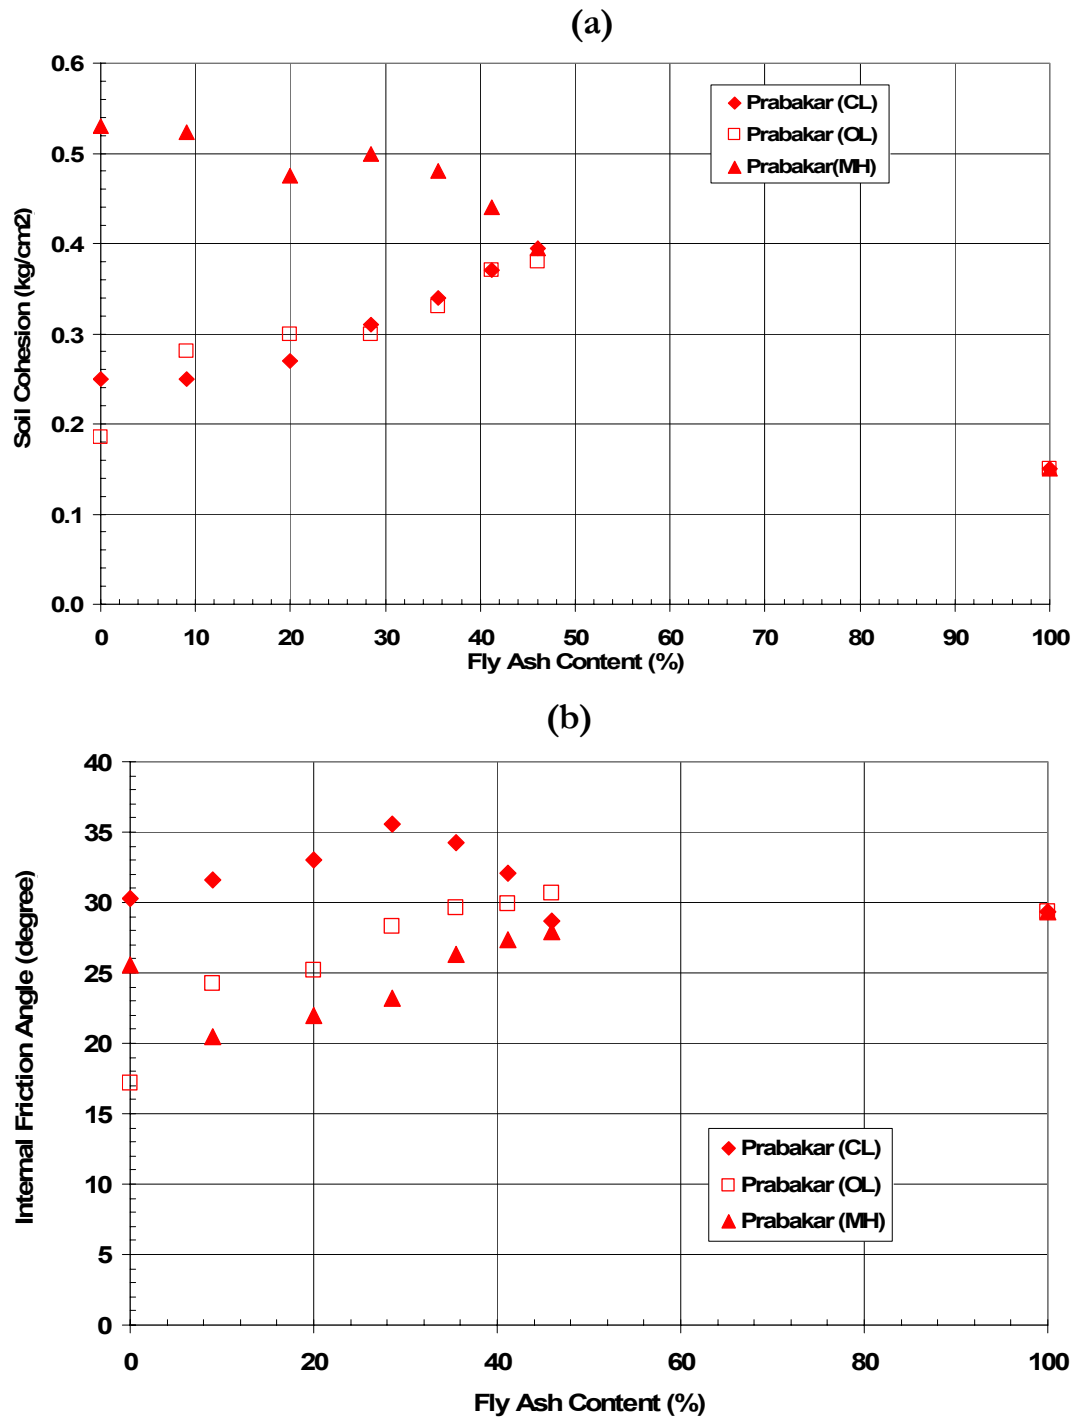 (a)
0.6
0.5
0.4
0.3
0.2
0.1
0.0
Soil Cohesion (kg/cm2)
Prabakar (CL)
Prabakar (OL)
Prabakar(MH)
0 10 20 30 40 50 60 70 80 90 100
Fly Ash Content (%)
(b)
40
35
30
25
20
15
10
5
0
Internal Friction Angle (degree)
Prabakar (CL)
Prabakar (OL)
Prabakar (MH)
0 20 40 60 80 100
Fly Ash Content (%)